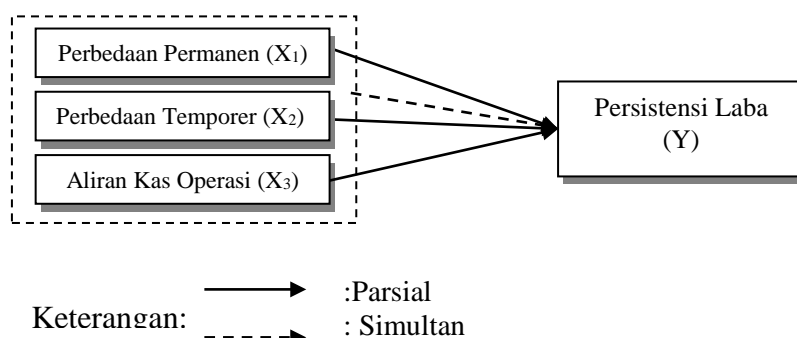 Perbedaan Permanen (X1)
Perbedaan Temporer (X2)
Aliran Kas Operasi (X3)
Persistensi Laba
(Y)
Keterangan:
:Parsial
: Simultan